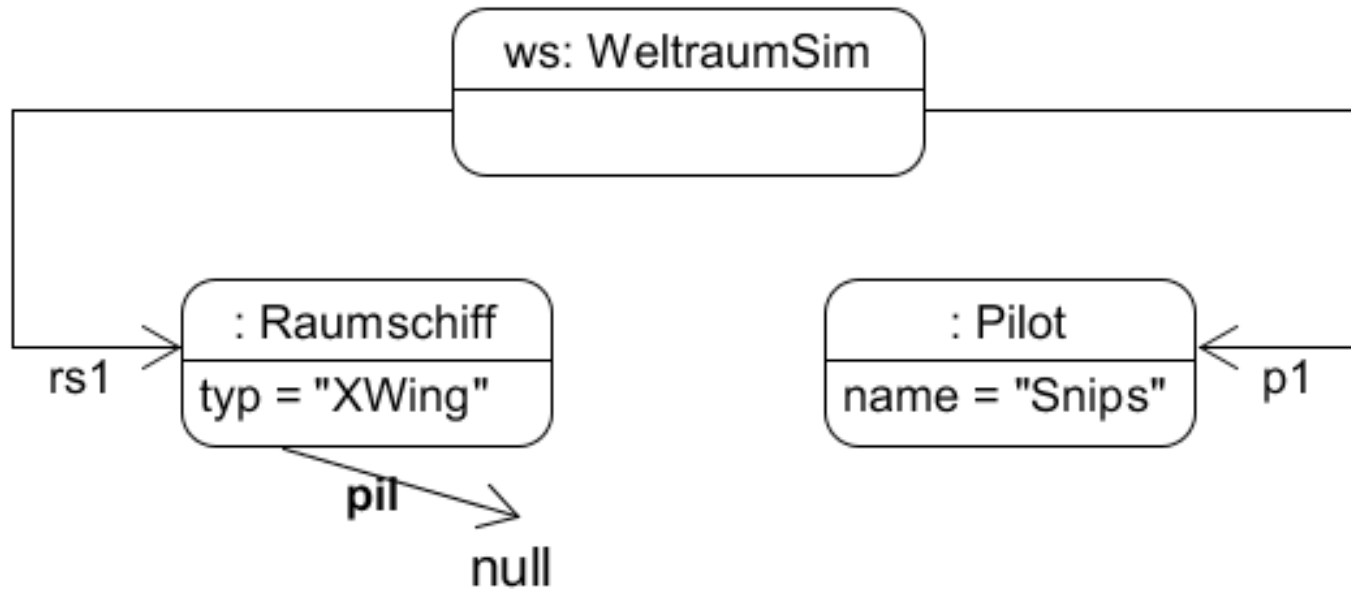 ws: WeltraumSim
: Raumschiff
typ = "XWing"
rs1
: Pilot
name = "Snips"
p1
pil
null